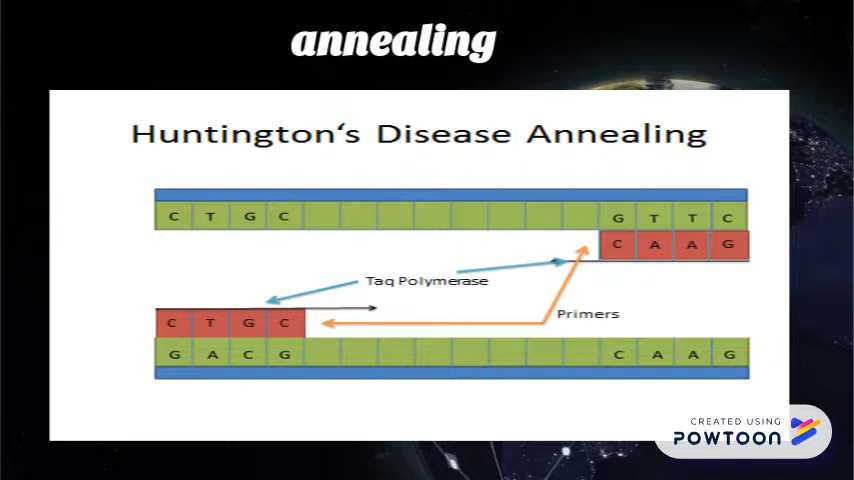 annealing
Huntington‘s Disease Annealing
C T G C G T T C
C A A G
Taq Polymerase
Primers
C T G C
G A C G C A A G
CREATED USING
POWTOON